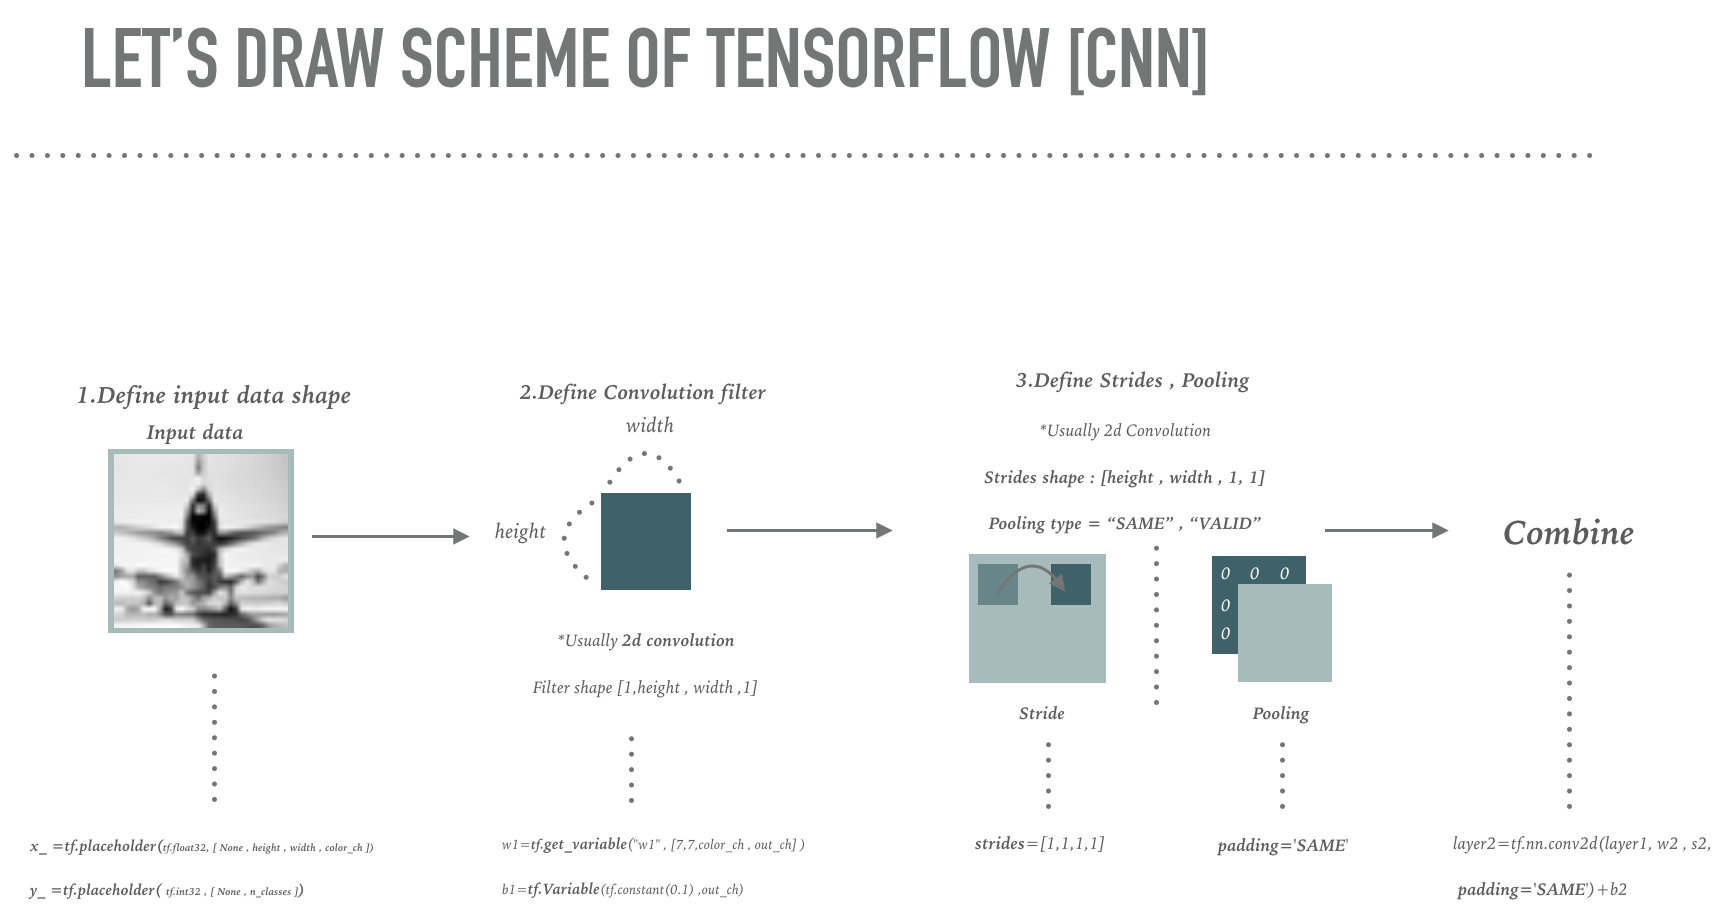 LET’S DRAW SCHEME OF TENSORFLOW [CNN]
1.Define input data shape
Input data
2.Define Convolution filter
width
height
*Usually 2d convolution
Filter shape [1,height , width ,1]
3.Define Strides , Pooling
*Usually 2d Convolution
Strides shape : [height , width , 1, 1]
Pooling type = “SAME” , “VALID”
0 0 0
0
0
Stride
Pooling
Combine
x_ =tf.placeholder(tf.float32, [ None , height , width , color_ch ])
y_ =tf.placeholder( tf.int32 , [ None , n_classes ])
w1=tf.get_variable("w1" , [7,7,color_ch , out_ch] )
b1=tf.Variable(tf.constant(0.1) ,out_ch)
strides=[1,1,1,1]
padding='SAME'
layer2=tf.nn.conv2d(layer1, w2 , s2,
padding='SAME')+b2